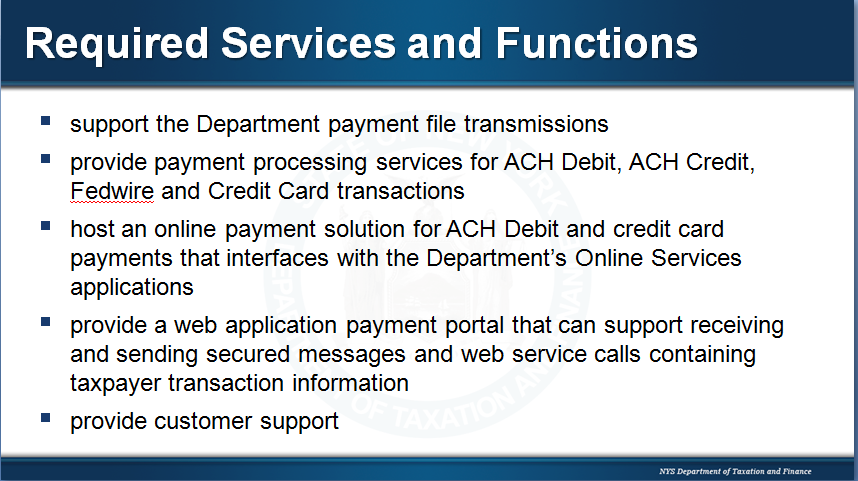 Required Services and Functions
support the Department payment file transmissions
provide payment processing services for ACH Debit, ACH Credit,
Fedwire and Credit Card transactions
host an online payment solution for ACH Debit and credit card
payments that interfaces with the Department's Online Services
applications
provide a web application payment portal that can support receiving
and sending secured messages and web service calls containing
taxpayer transaction information
provide customer support
OF TAXATION AND
NYS Department of Taxation and Finance